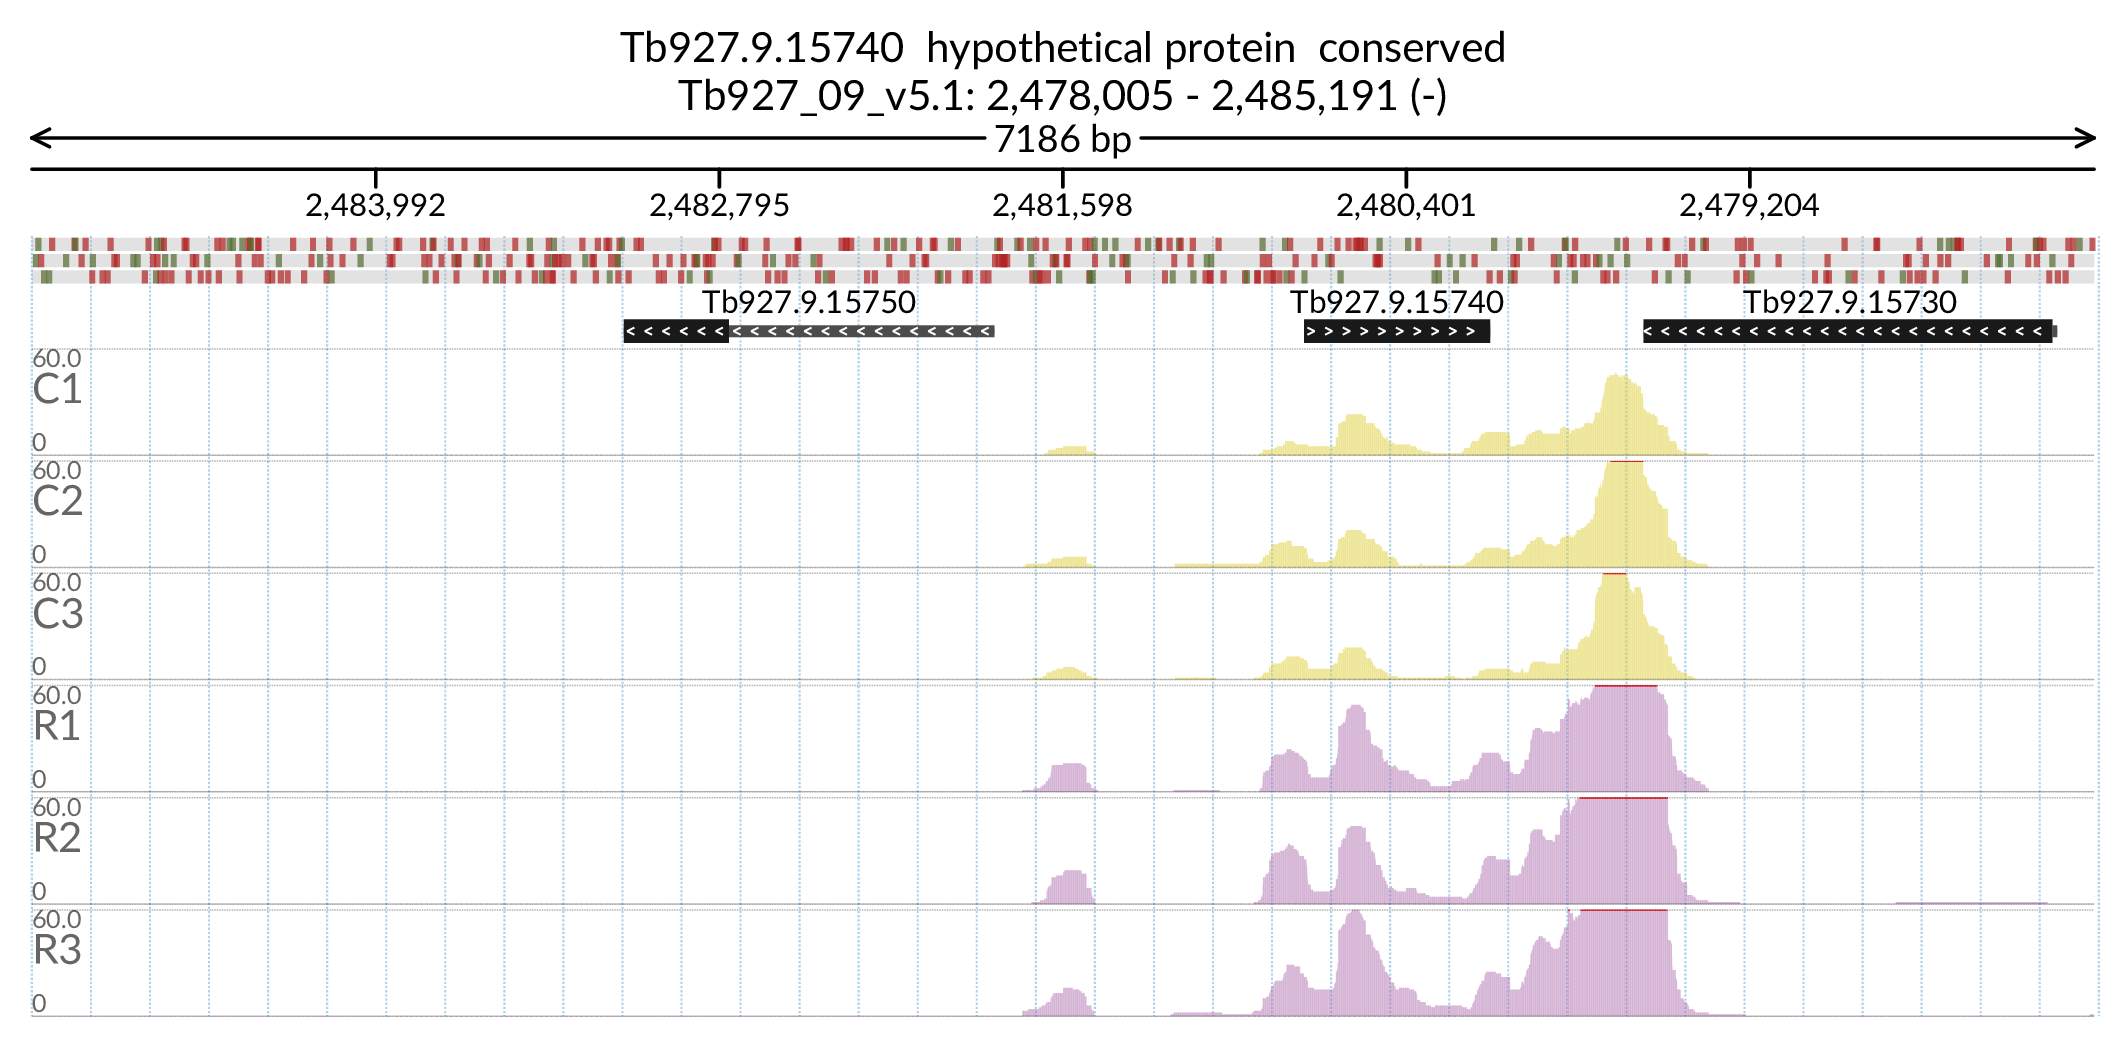 Tb927.9.15740 hypothetical protein conserved
Tb927_09_v5.1: 2,478,005 - 2,485,191 (-)
7186 bp
2,483,992 2,482,795 2,481,598 2,480,401 2,479,204
Tb927.9.15750 Tb927.9.15740 Tb927.9.15730
60.0
C1
0
60.0
C2
0
60.0
C3
0
60.0
R1
0
60.0
R2
0
60.0
R3
0